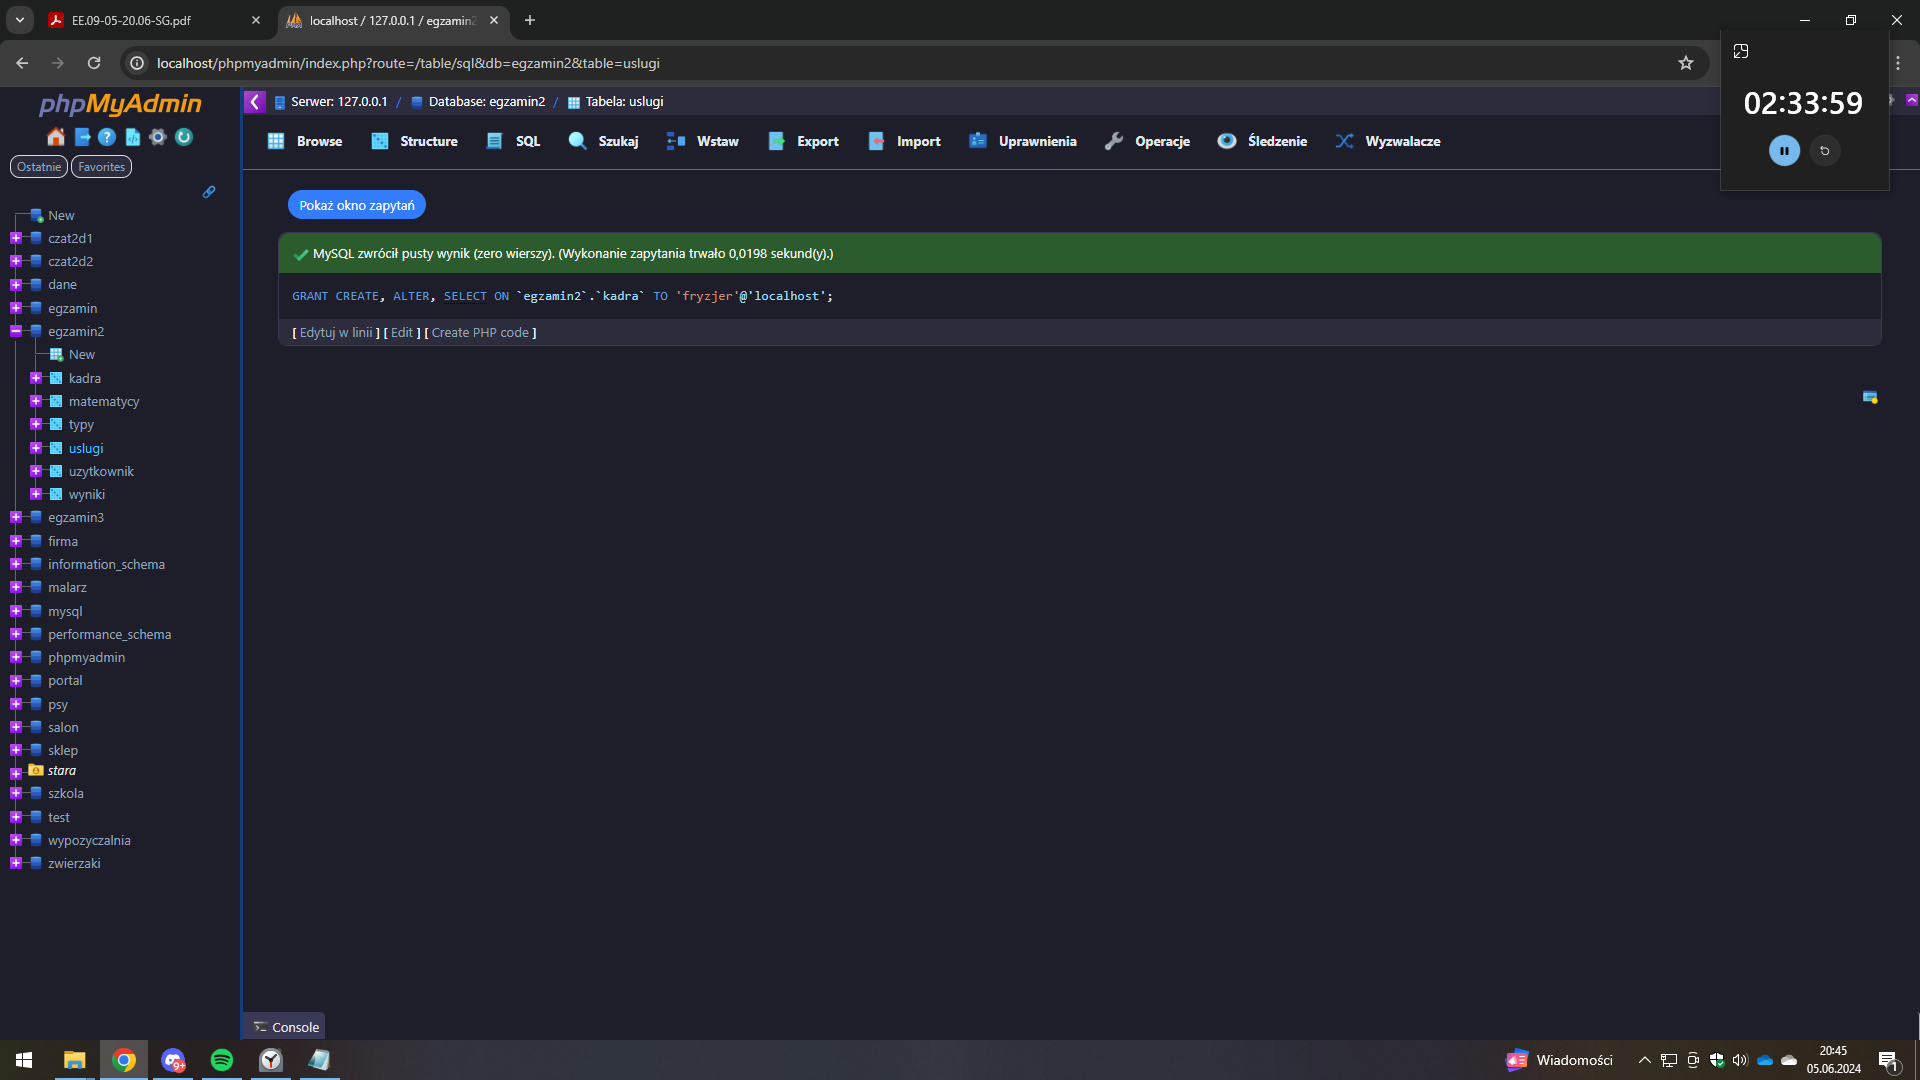 EE.09-05-20.06-SG.pdf
localhost / 127.0.0.1 / egzamin2
localhost/phpmyadmin/index.php?route=/table/sql&db=egzamin2&table=uslugi
02:33:59
phpMyAdmin
Ostatnie
Favorites
New
czat2d1
czat2d2
dane
egzamin
egzamin2
New
kadra
matematycy
typy
uslugi
uzytkownik
wyniki
egzamin3
firma
information_schema
malarz
mysql
performance_schema
phpmyadmin
portal
psy
salon
sklep
stara
szkola
test
wypozyczalnia
zwierzaki
Serwer: 127.0.0.1 / Database: egzamin2 / Tabela: uslugi
Browse
Structure
SQL
Szukaj
Wstaw
Export
Import
Uprawnienia
Operacje
Śledzenie
Wyzwalacze
Pokaż okno zapytań
MySQL zwrócił pusty wynik (zero wierszy). (Wykonanie zapytania trwało 0,0198 sekund(y).)
GRANT CREATE, ALTER, SELECT ON `egzamin2`.`kadra` TO 'fryzjer'@'localhost';
[ Edytuj w linii ] [ Edit ] [ Create PHP code ]
Console
9+
Wiadomości
20:45
05.06.2024
1